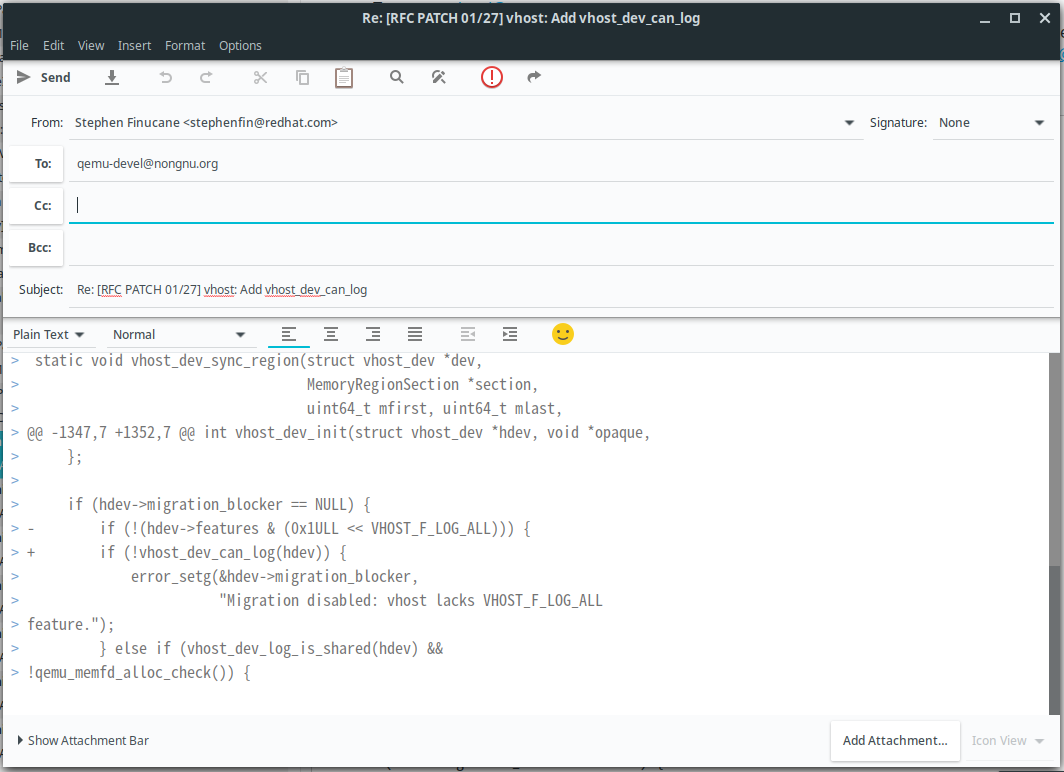 Re: [RFC PATCH 01/27] vhost: Add vhost_dev_can_log
File Edit View Insert Format Options
Send
From: Stephen Finucane <stephenfin@redhat.com> Signature: None
To: qemu-devel@nongnu.org
Cc:
Bcc:
Subject: Re: [RFC PATCH 01/27] vhost: Add vhost_dev_can_log
Plain Text Normal
>  static void vhost_dev_sync_region(struct vhost_dev *dev,
>                                    MemoryRegionSection *section,
>                                    uint64_t mfirst, uint64_t mlast,
> @@ -1347,7 +1352,7 @@ int vhost_dev_init(struct vhost_dev *hdev, void *opaque,
>      };
>
>      if (hdev->migration_blocker == NULL) {
> -        if (!(hdev->features & (0x1ULL << VHOST_F_LOG_ALL))) {
> +        if (!vhost_dev_can_log(hdev)) {
>              error_setg(&hdev->migration_blocker,
>                         "Migration disabled: vhost lacks VHOST_F_LOG_ALL
> feature.");
>          } else if (vhost_dev_log_is_shared(hdev) &&
> !qemu_memfd_alloc_check()) {
Show Attachment Bar Add Attachment... Icon View